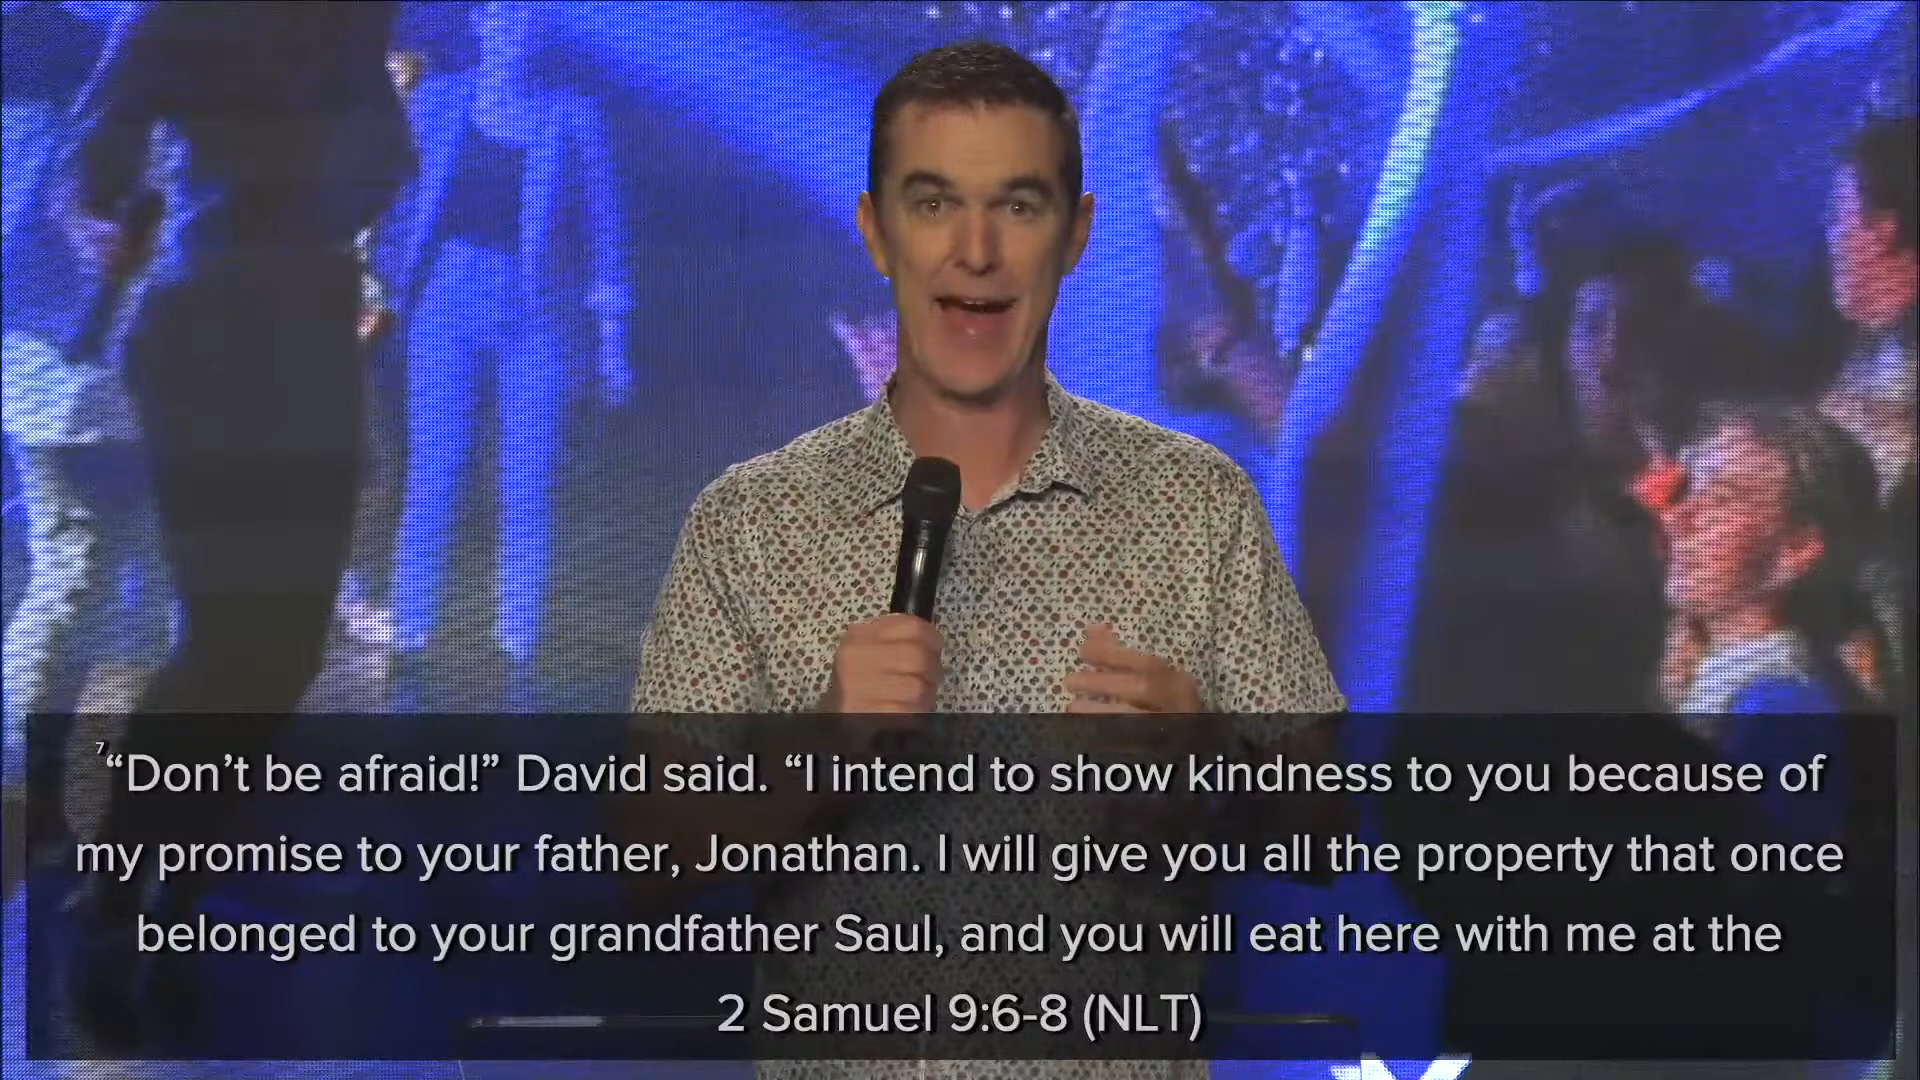 ⁷“Don’t be afraid!” David said. “I intend to show kindness to you because of
my promise to your father, Jonathan. I will give you all the property that once
belonged to your grandfather Saul, and you will eat here with me at the
2 Samuel 9:6-8 (NLT)